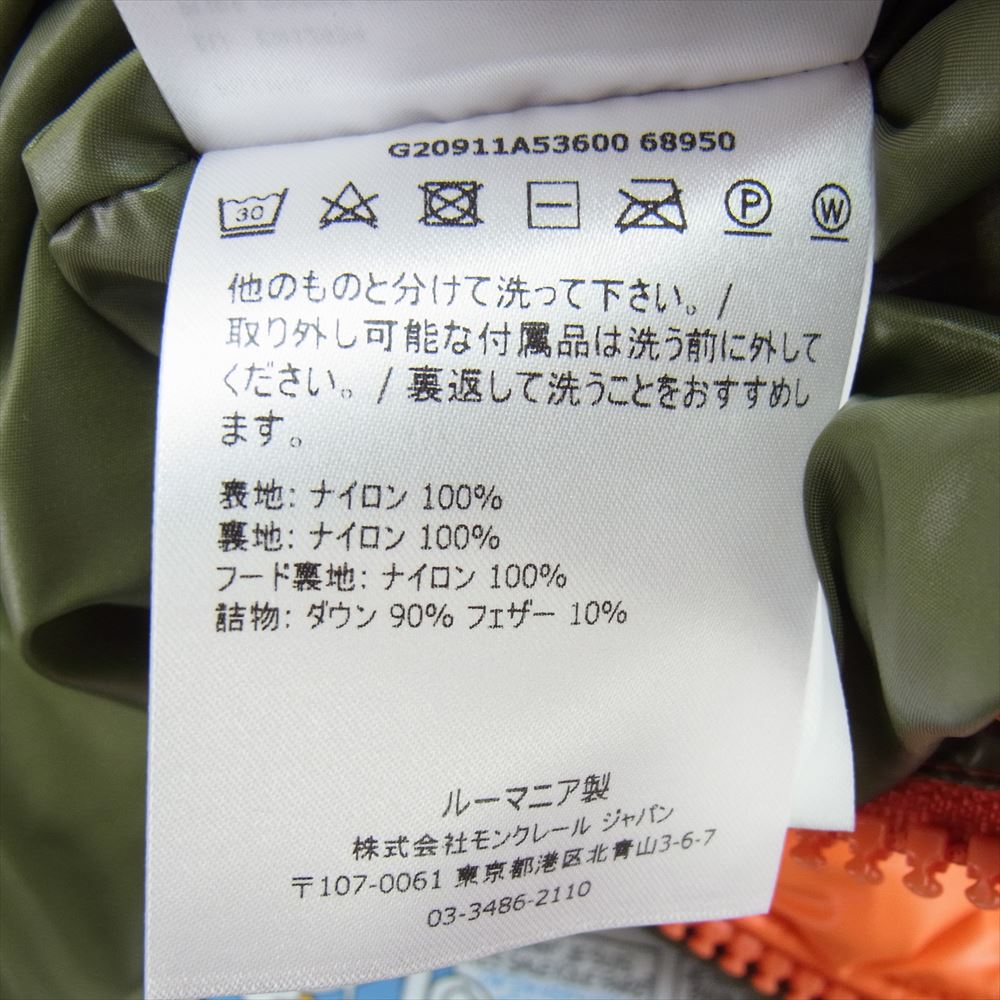 G20911A53600 68950
30
P
W
他のものと分けて洗って下さい。/
取り外し可能な付属品は洗う前に外して
ください。/ 裏返して洗うことをおすすめし
ます。
表地: ナイロン 100%
裏地: ナイロン 100%
フード裏地: ナイロン 100%
詰物: ダウン 90% フェザー 10%
ルーマニア製
株式会社モンクレール ジャパン
〒107-0061 東京都港区北青山3-6-7
03-3486-2110